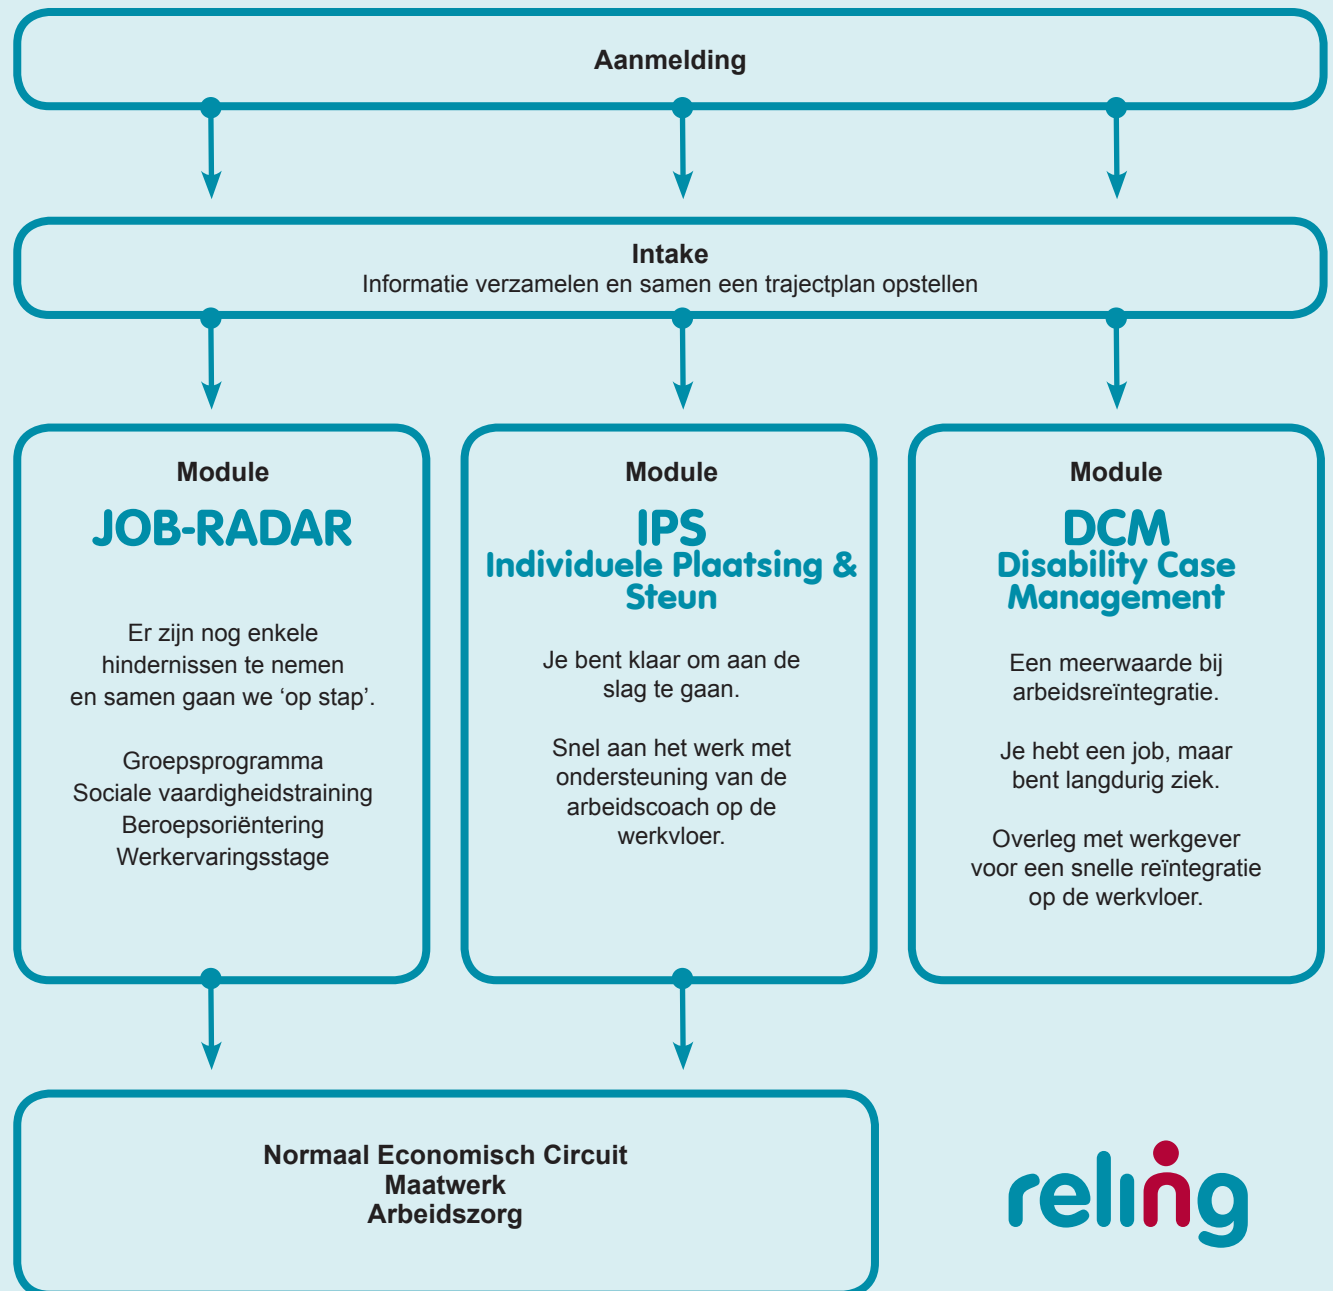 Aanmelding
Intake
Informatie verzamelen en samen een trajectplan opstellen
Module
JOB-RADAR
Er zijn nog enkele
hindernissen te nemen
en samen gaan we ‘op stap’.
Groepsprogramma
Sociale vaardigheidstraining
Beroepsoriëntering
Werkervaringsstage
Module
IPS
Individuele Plaatsing &
Steun
Je bent klaar om aan de
slag te gaan.
Snel aan het werk met
ondersteuning van de
arbeidscoach op de
werkvloer.
Module
DCM
Disability Case
Management
Een meerwaarde bij
arbeidsreïntegratie.
Je hebt een job, maar
bent langdurig ziek.
Overleg met werkgever
voor een snelle reïntegratie
op de werkvloer.
Normaal Economisch Circuit
Maatwerk
Arbeidszorg
reling